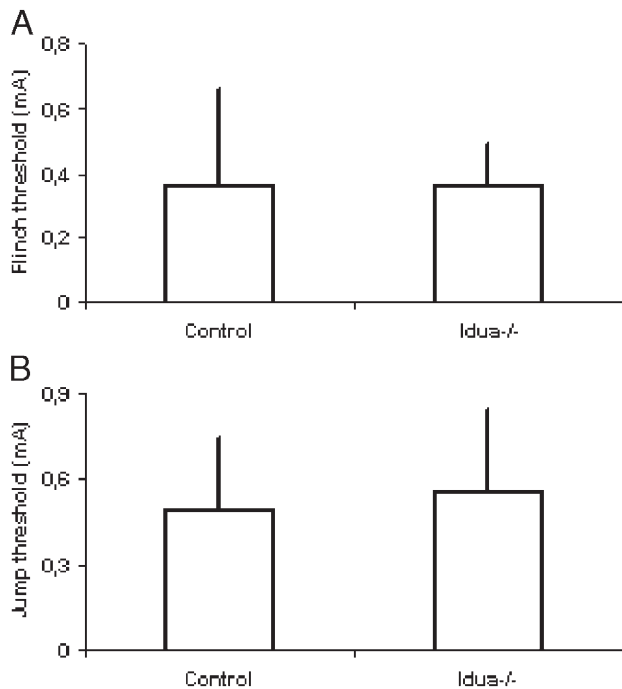 A
Flinch threshold (mA)
0,8
0,6
0,4
0,2
0
Control
Idua-/-
B
Jump threshold (mA)
0,9
0,6
0,3
0
Control
Idua-/-